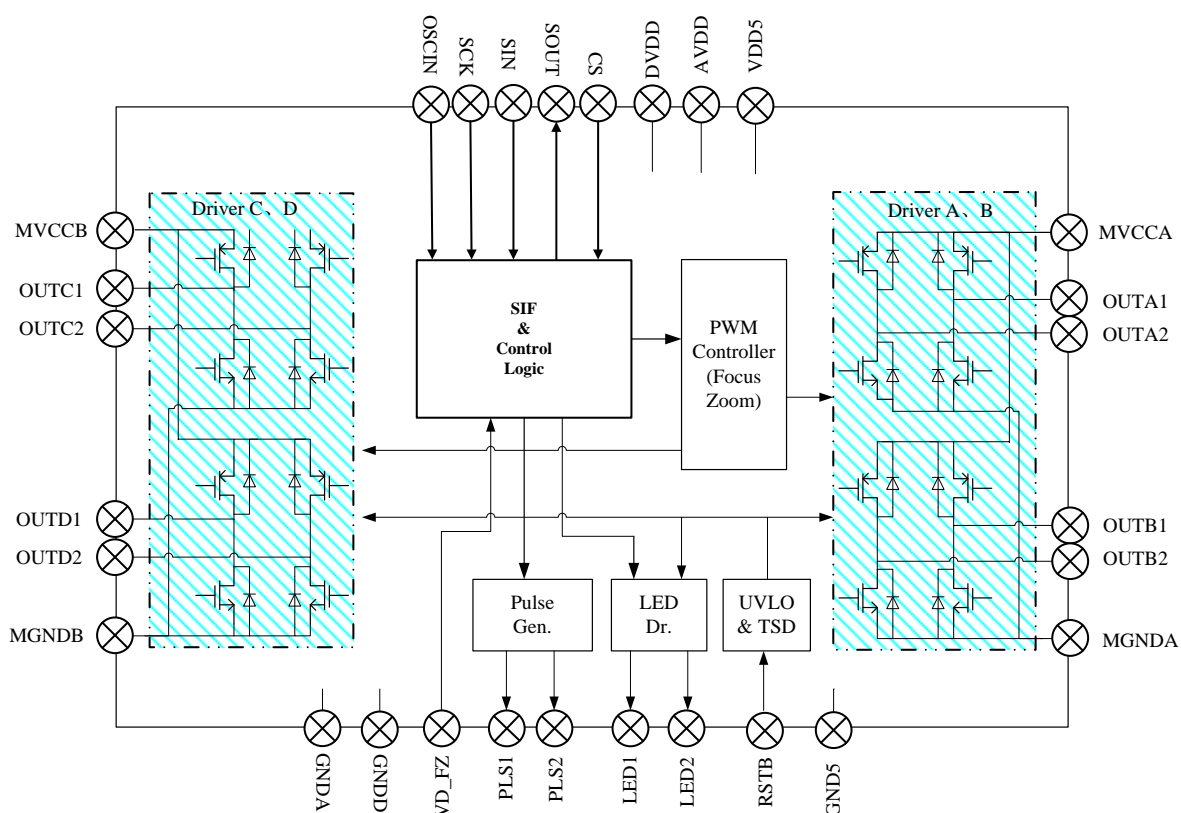 OSCIN
SCK
SIN
SOUT
CS
DVDD
AVDD
VDD5
Driver C、D
Driver A、B
MVCCB
MVCCA
OUTC1
OUTA1
OUTC2
OUTA2
SIF
&
Control
Logic
PWM
Controller
(Focus
Zoom)
OUTD1
OUTB1
OUTD2
OUTB2
Pulse
Gen.
LED
Dr.
UVLO
& TSD
MGNDB
MGNDA
GNDA
GNDD
VD_FZ
PLS1
PLS2
LED1
LED2
RSTB
GND5